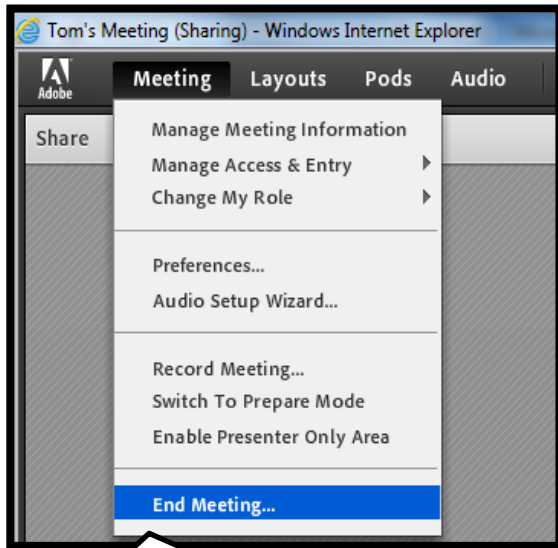 Tom's Meeting (Sharing) - Windows Internet Explorer
Adobe Meeting Layouts Pods Audio
Share
Manage Meeting Information
Manage Access & Entry
Change My Role
Preferences...
Audio Setup Wizard...
Record Meeting...
Switch To Prepare Mode
Enable Presenter Only Area
End Meeting...